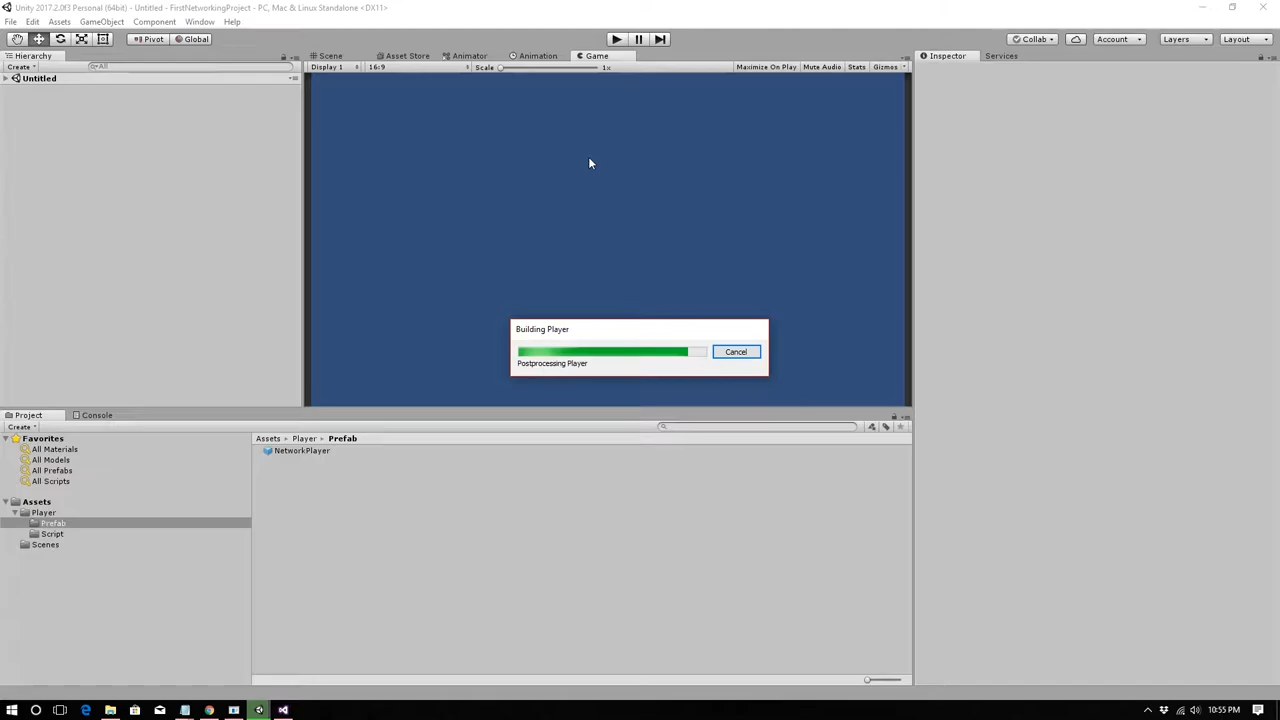 Unity 2017.2.0f3 Personal (64bit) - Untitled - FirstNetworkingProject - PC, Mac & Linux Standalone <DX11>
File Edit Assets GameObject Component Window Help
Pivot Global Collab Account Layers Layout
Hierarchy Scene Asset Store Animator Animation Game Inspector Services
Create All Display 1 16:9 Scale 1x Maximize On Play Mute Audio Stats Gizmos
Untitled
Building Player
Cancel
Postprocessing Player
Project Console
Create
Favorites Assets Player Prefab
All Materials NetworkPlayer
All Models
All Prefabs
All Scripts
Assets
Player
Prefab
Script
Scenes
10:55 PM